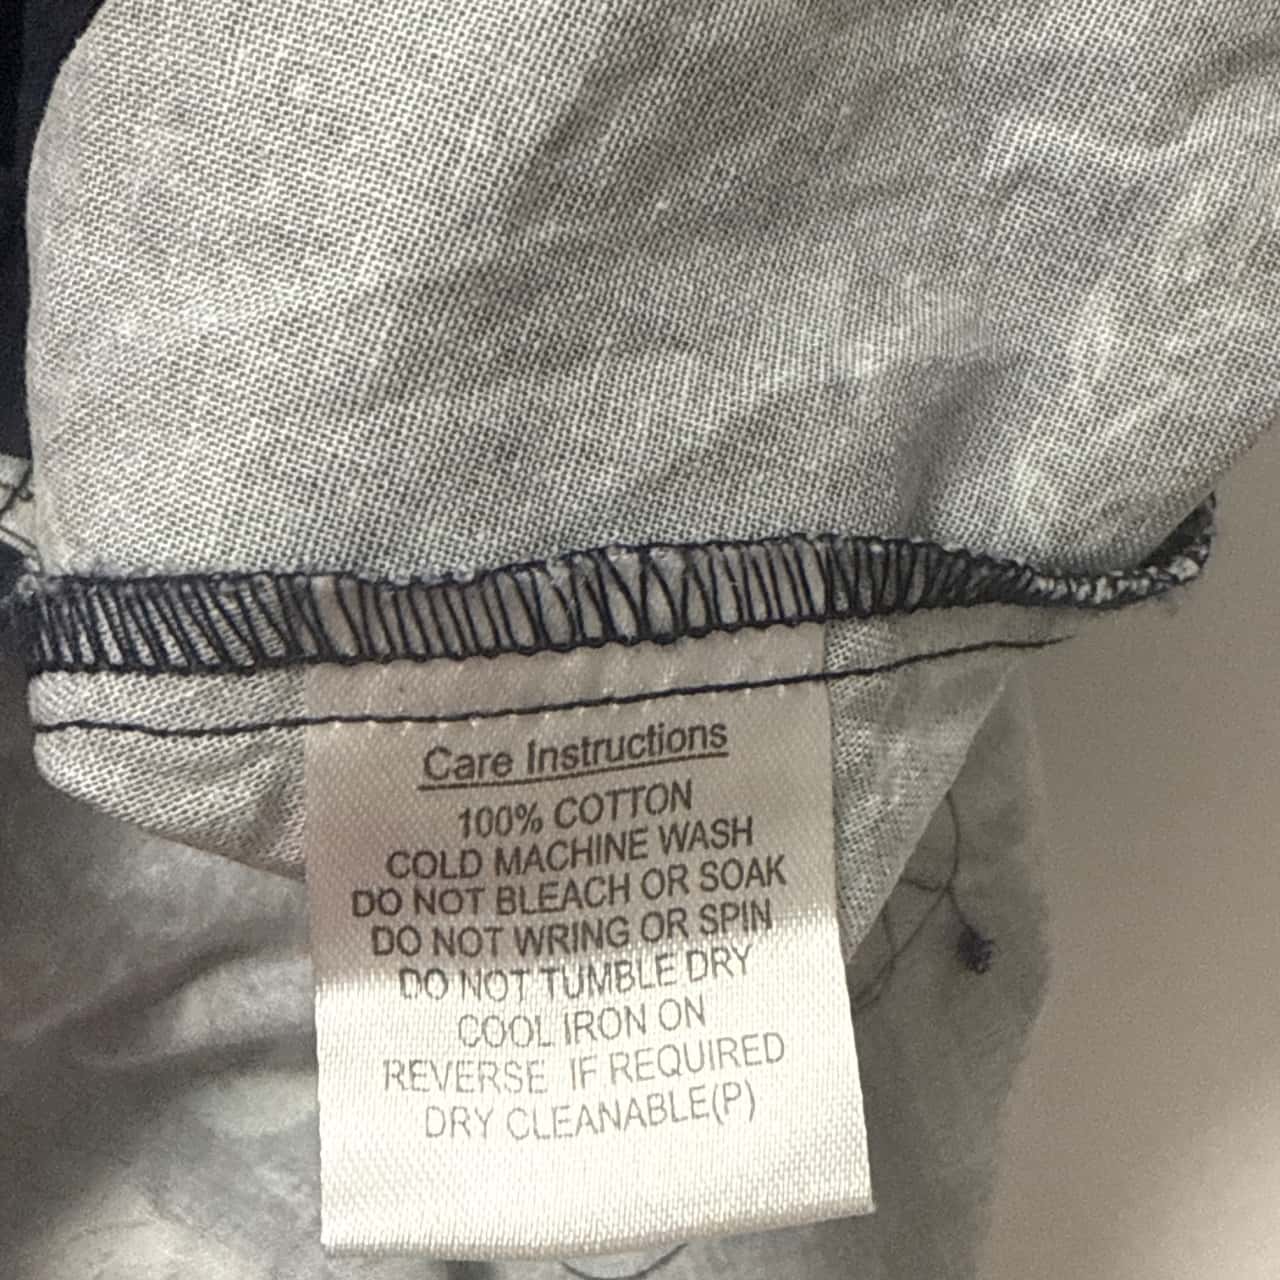 Care Instructions
100% COTTON
COLD MACHINE WASH
DO NOT BLEACH OR SOAK
DO NOT WRING OR SPIN
DO NOT TUMBLE DRY
COOL IRON ON
REVERSE IF REQUIRED
DRY CLEANABLE(P)